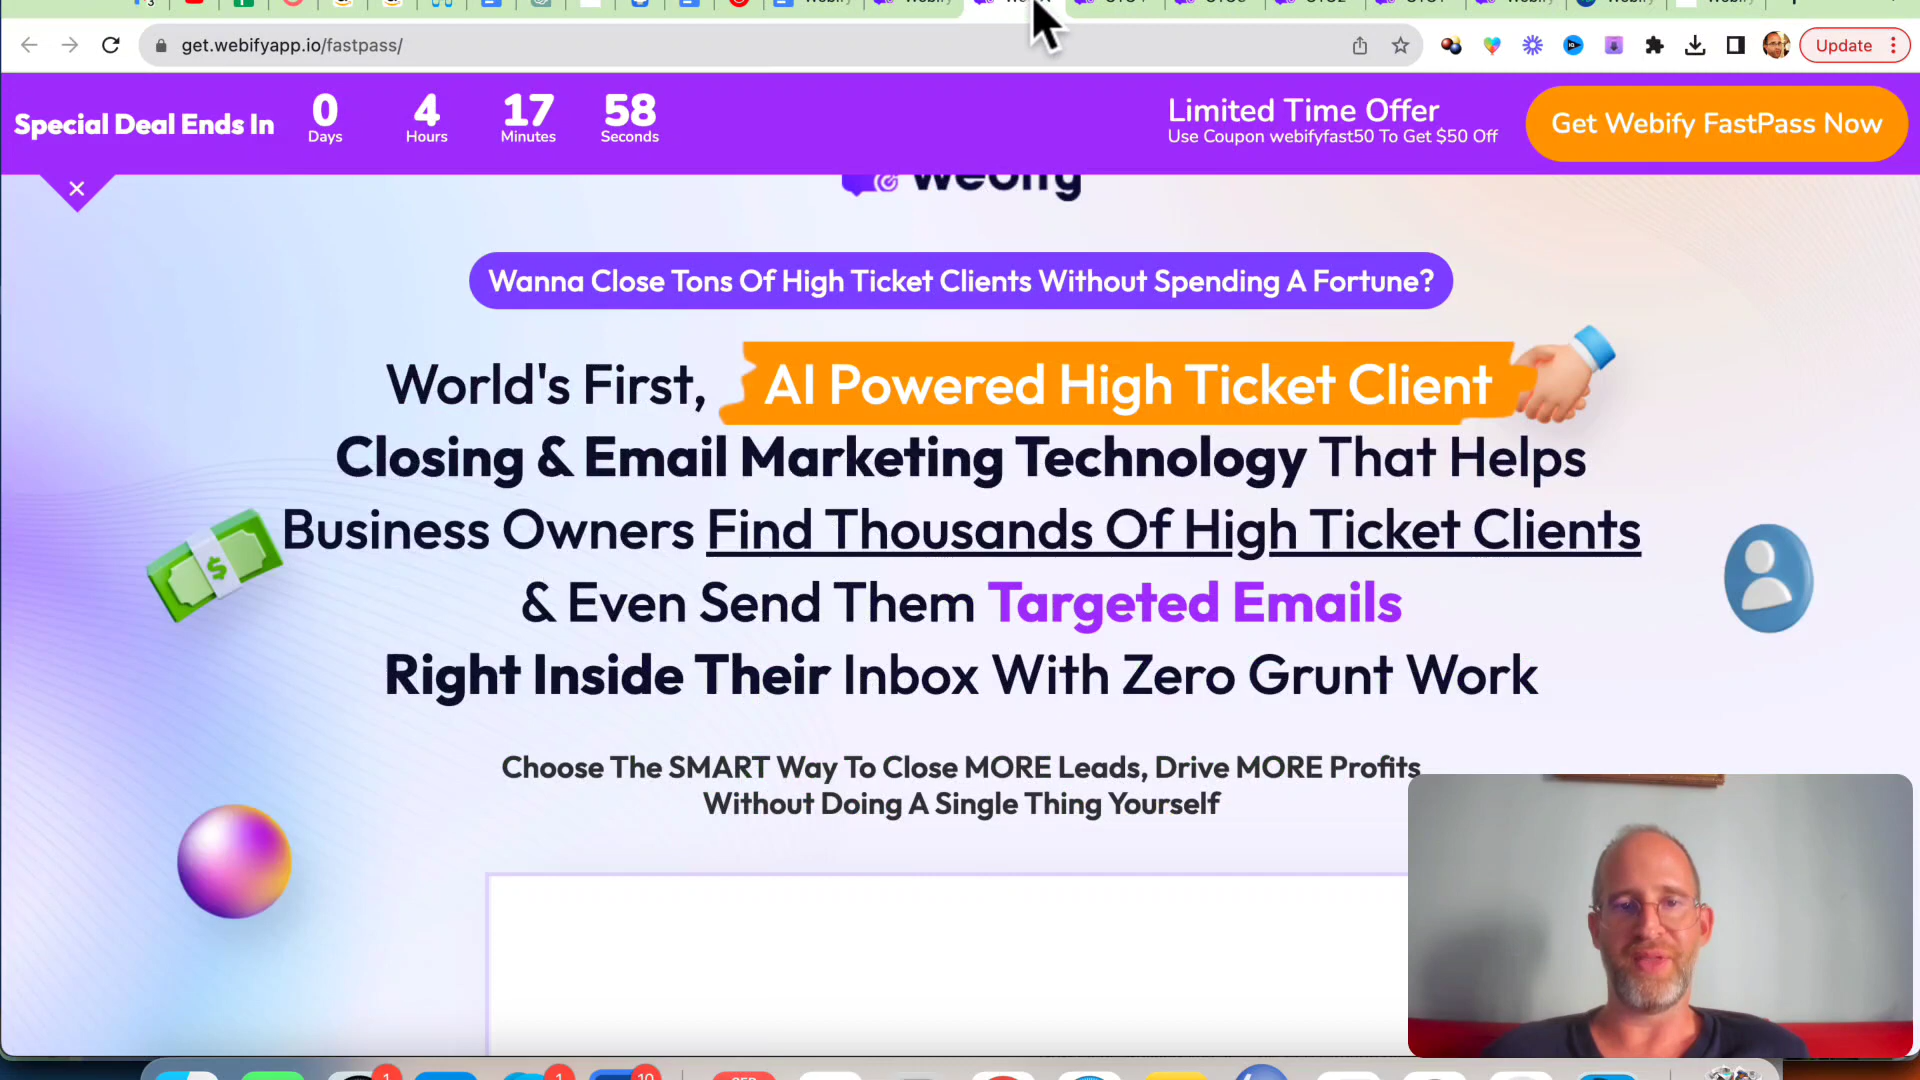 get.webifyapp.io/fastpass/
Update
Special Deal Ends In
0
Days
4
Hours
17
Minutes
58
Seconds
Limited Time Offer
Use Coupon webifyfast50 To Get $50 Off
Get Webify FastPass Now
Wanna Close Tons Of High Ticket Clients Without Spending A Fortune?
World's First, AI Powered High Ticket Client
Closing & Email Marketing Technology That Helps
Business Owners Find Thousands Of High Ticket Clients
& Even Send Them Targeted Emails
Right Inside Their Inbox With Zero Grunt Work
Choose The SMART Way To Close MORE Leads, Drive MORE Profits
Without Doing A Single Thing Yourself